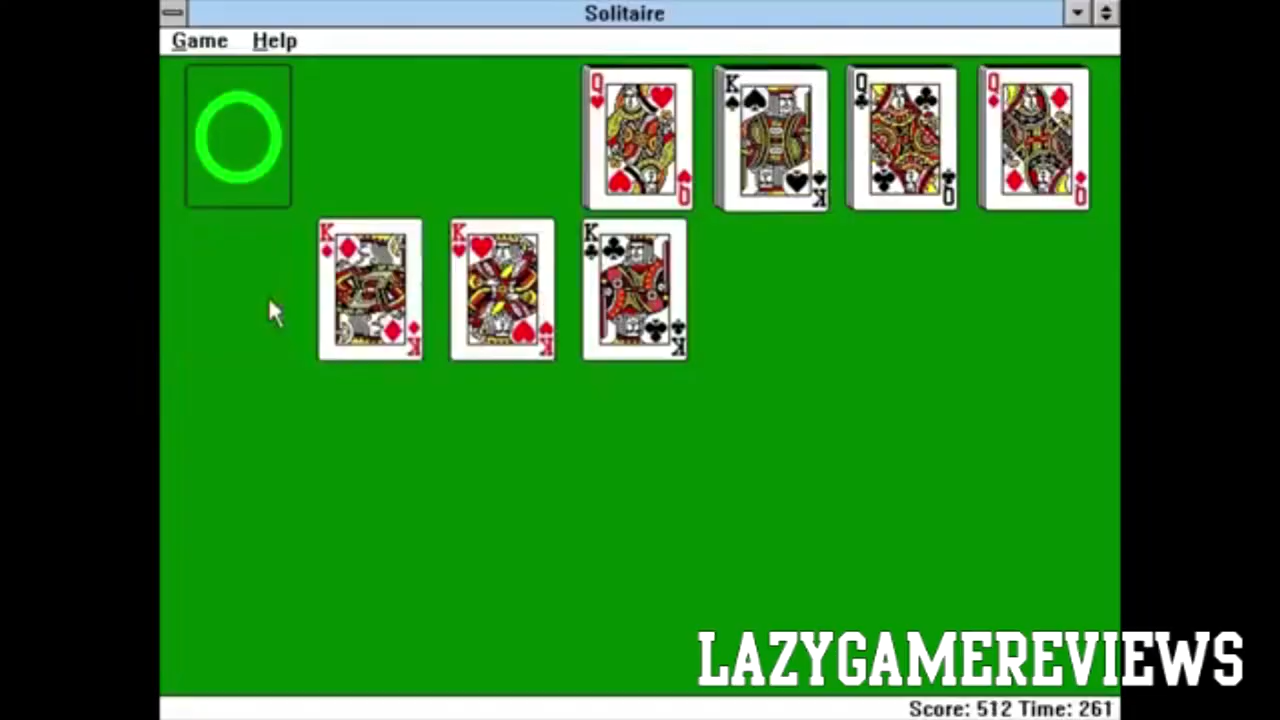 Solitaire
Game Help
Q K Q Q
Q K Q Q
K K K
K K K
LAZYGAMEREVIEWS
Score: 512 Time: 261